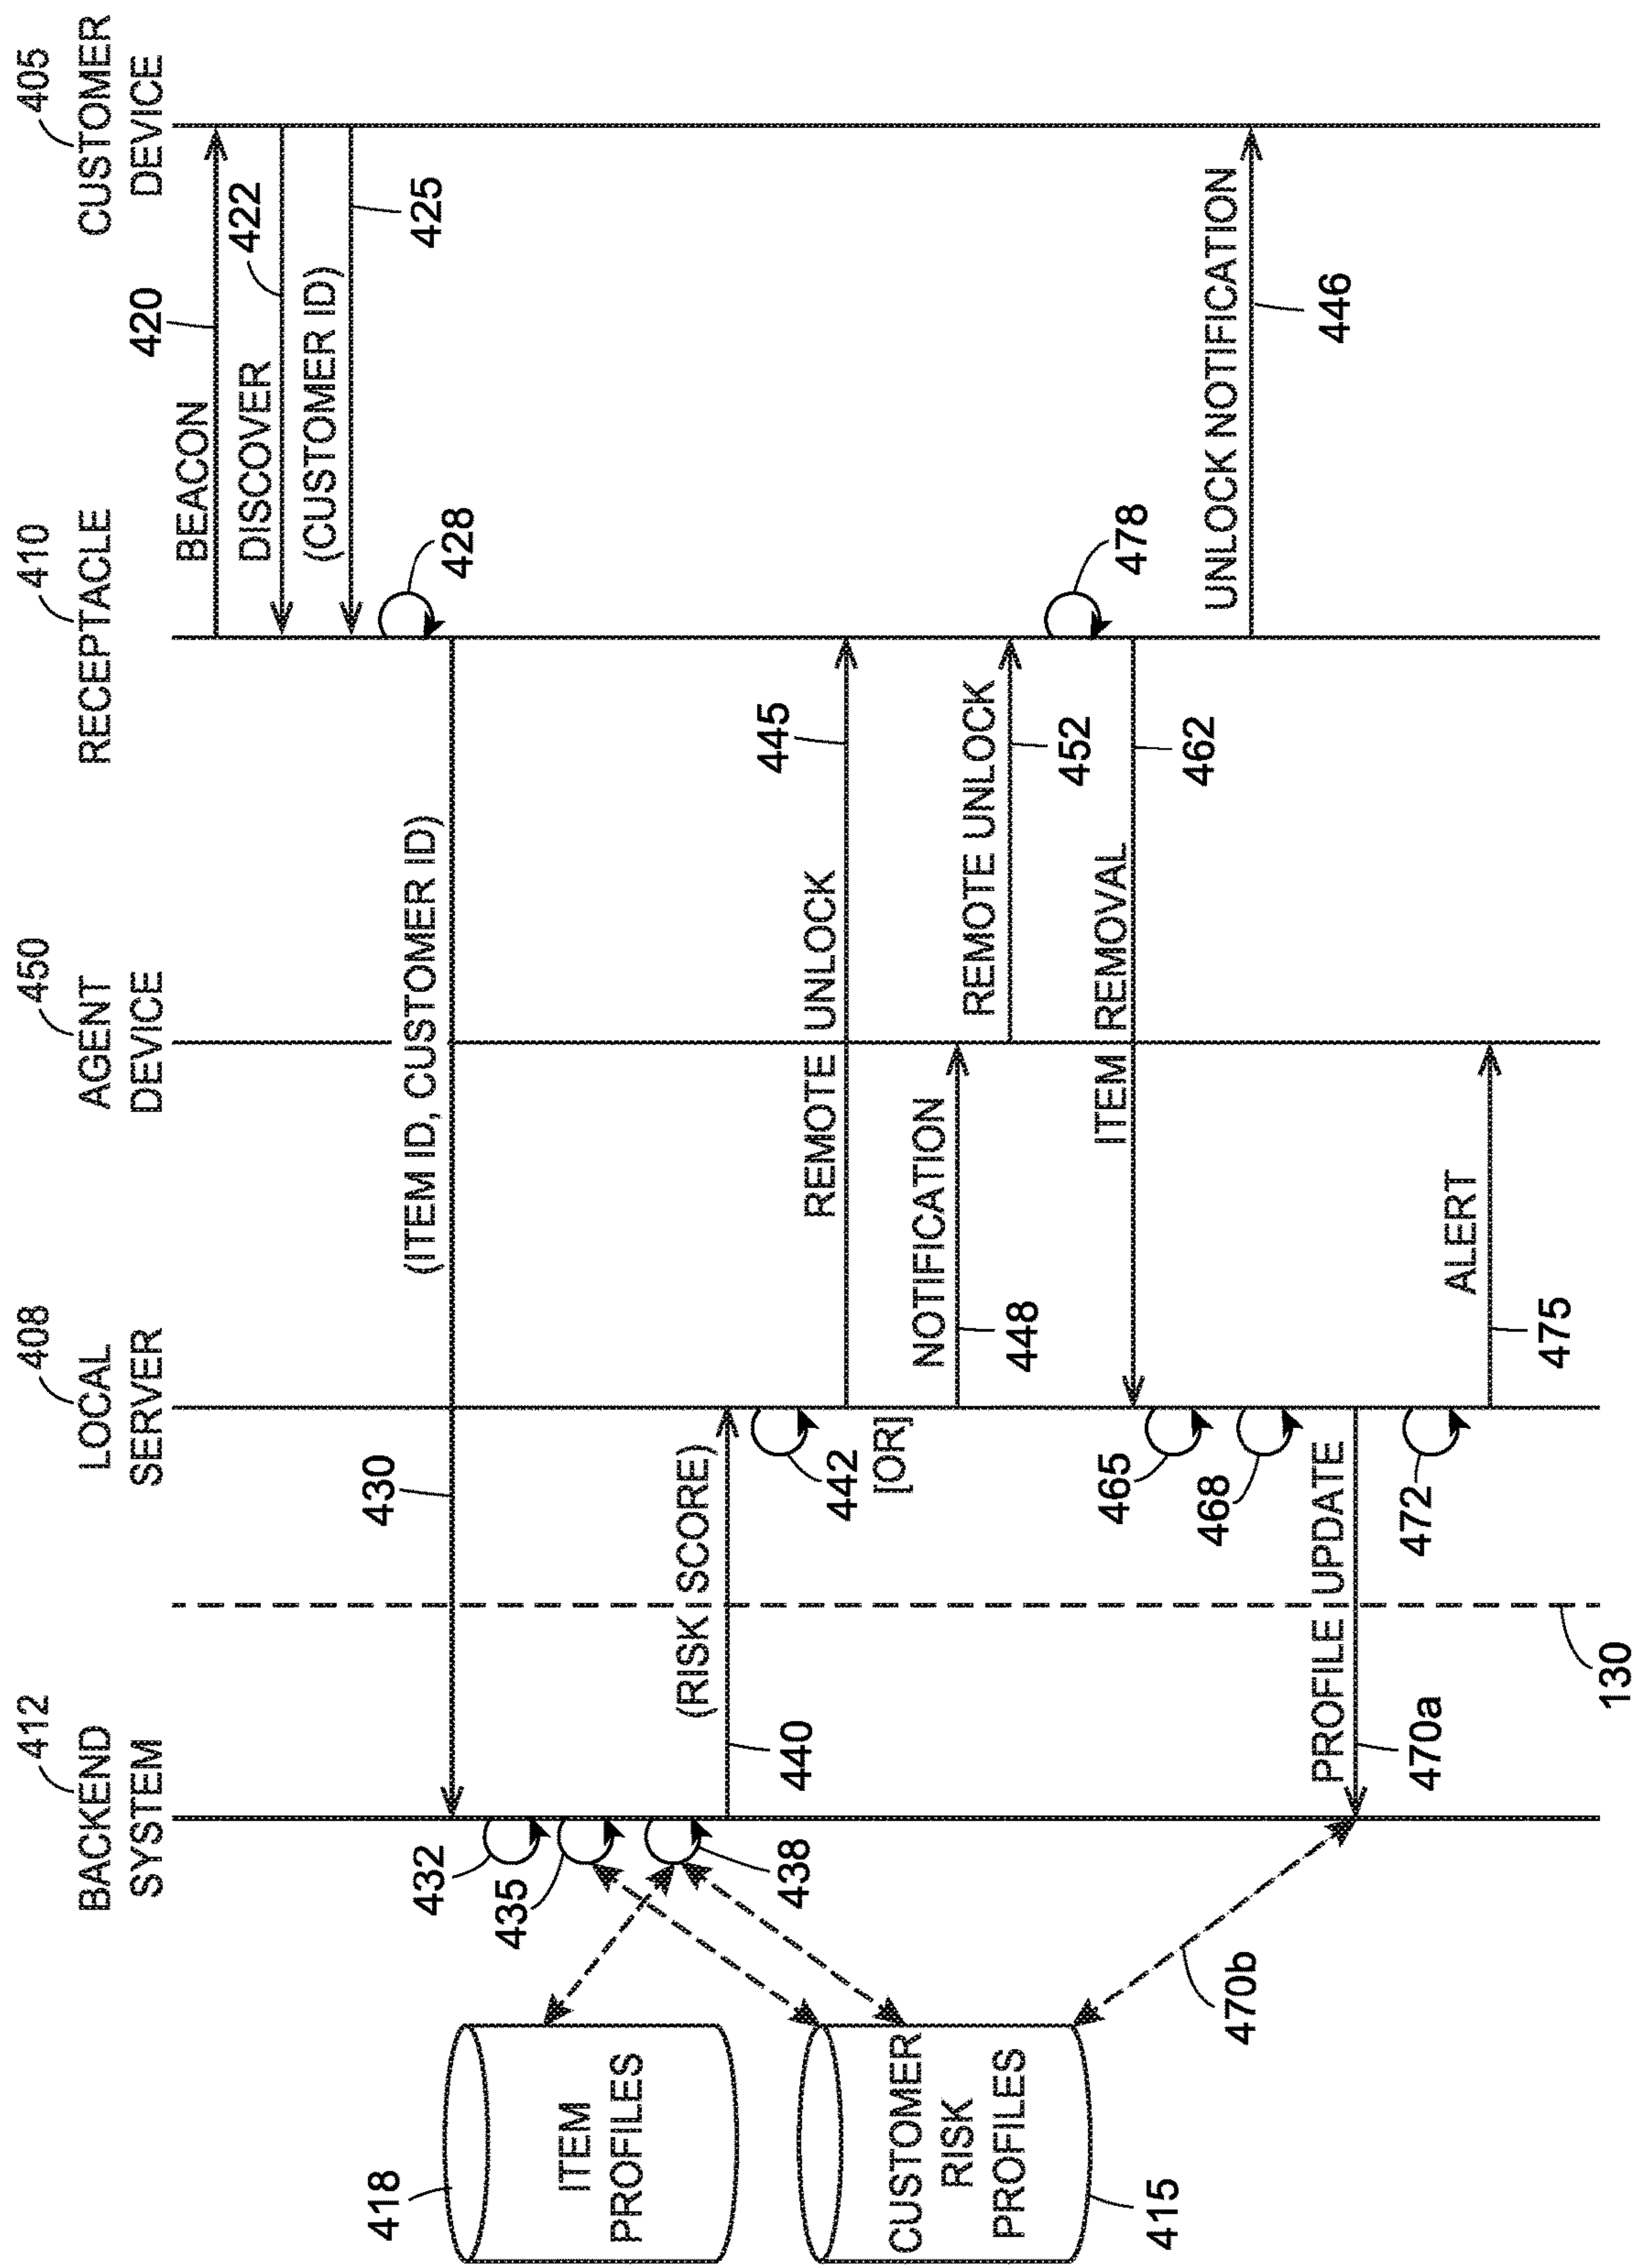 412
BACKEND
SYSTEM
408
LOCAL
SERVER
450
AGENT
DEVICE
410
RECEPTACLE
405
CUSTOMER
DEVICE
BEACON
420
DISCOVER
422
(CUSTOMER ID)
425
428
430
(ITEM ID, CUSTOMER ID)
418
ITEM
PROFILES
432
435
438
(RISK SCORE)
440
442
[OR]
REMOTE UNLOCK
445
NOTIFICATION
448
REMOTE UNLOCK
452
478
ITEM REMOVAL
462
415
CUSTOMER
RISK
PROFILES
465
468
UNLOCK NOTIFICATION
446
PROFILE UPDATE
470a
470b
472
ALERT
475
130